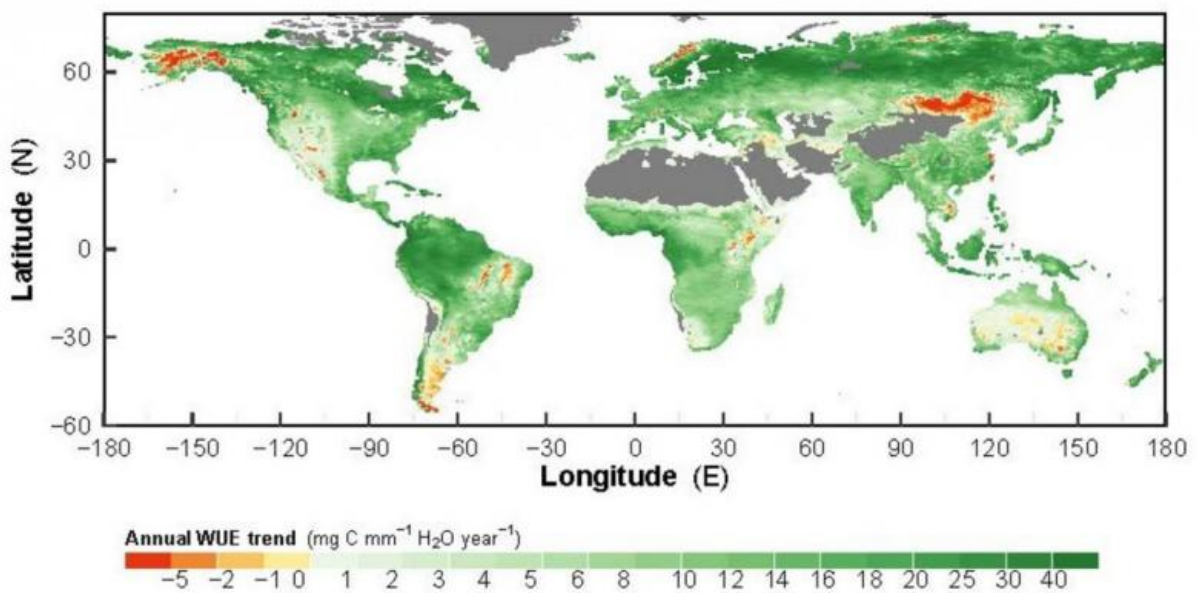 60
30
0
−30
−60
Latitude (N)
−180 −150 −120 −90 −60 −30 0 30 60 90 120 150 180
Longitude (E)
Annual WUE trend (mg C mm⁻¹ H₂O year⁻¹)
−5 −2 −1 0 1 2 3 4 5 6 8 10 12 14 16 18 20 25 30 40